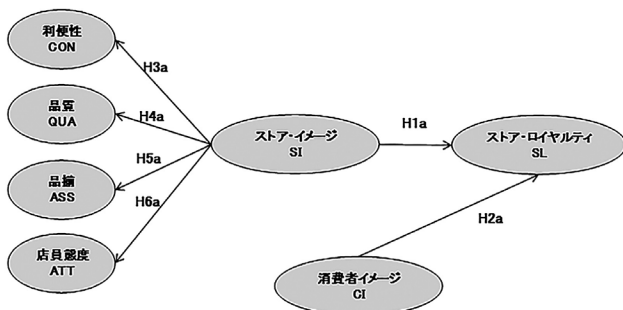 利便性
CON
品質
QUA
品揃
ASS
店員態度
ATT
H3a
H4a
H5a
H6a
ストア・イメージ
SI
H1a
ストア・ロイヤルティ
SL
H2a
消費者イメージ
CI